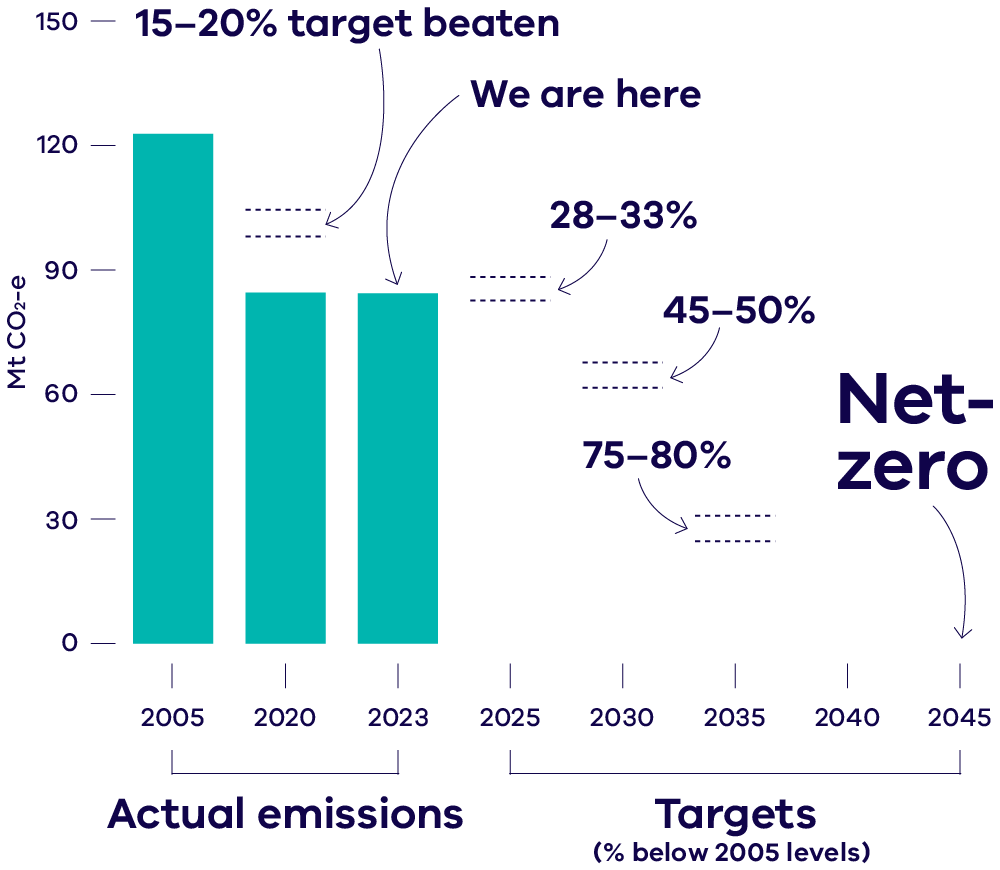 150
15–20% target beaten
We are here
120
28–33%
90
45–50%
Mt CO₂-e
60
Net-
zero
75–80%
30
0
2005 2020 2023 2025 2030 2035 2040 2045
Actual emissions
Targets
(% below 2005 levels)